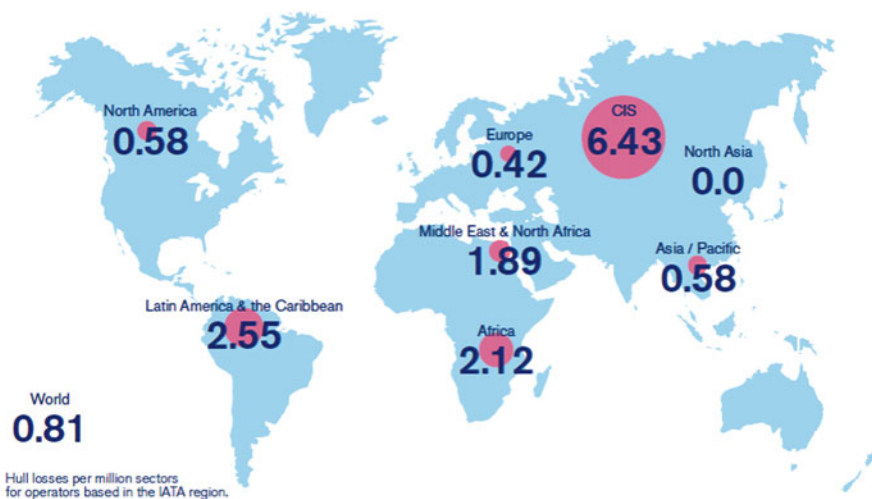 North America
0.58
Europe
0.42
CIS
6.43
North Asia
0.0
Middle East & North Africa
1.89
Asia / Pacific
0.58
Latin America & the Caribbean
2.55
Africa
2.12
World
0.81
Hull losses per million sectors
for operators based in the IATA region.